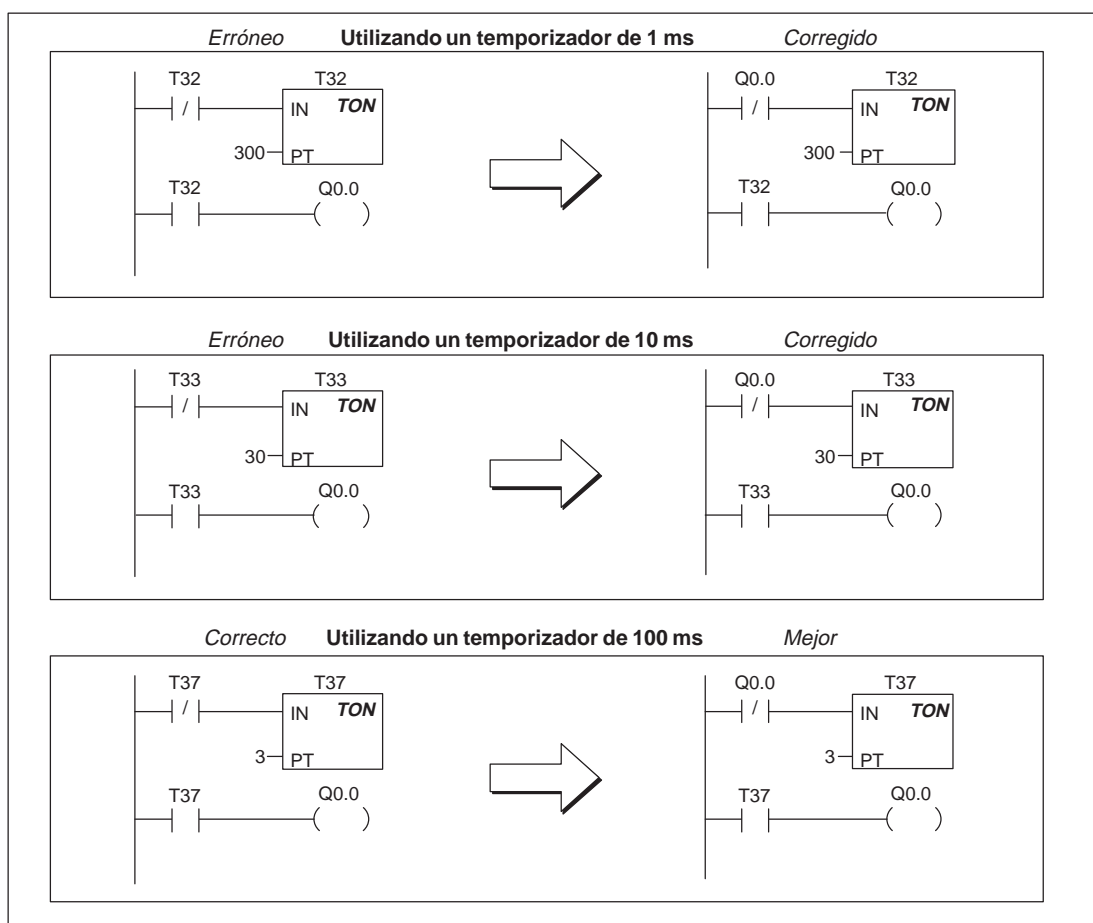 Erróneo Utilizando un temporizador de 1 ms Corregido
T32 T32 Q0.0 T32
/ IN TON / IN TON
300 PT 300 PT
T32 Q0.0 T32 Q0.0
Erróneo Utilizando un temporizador de 10 ms Corregido
T33 T33 Q0.0 T33
/ IN TON / IN TON
30 PT 30 PT
T33 Q0.0 T33 Q0.0
Correcto Utilizando un temporizador de 100 ms Mejor
T37 T37 Q0.0 T37
/ IN TON / IN TON
3 PT 3 PT
T37 Q0.0 T37 Q0.0